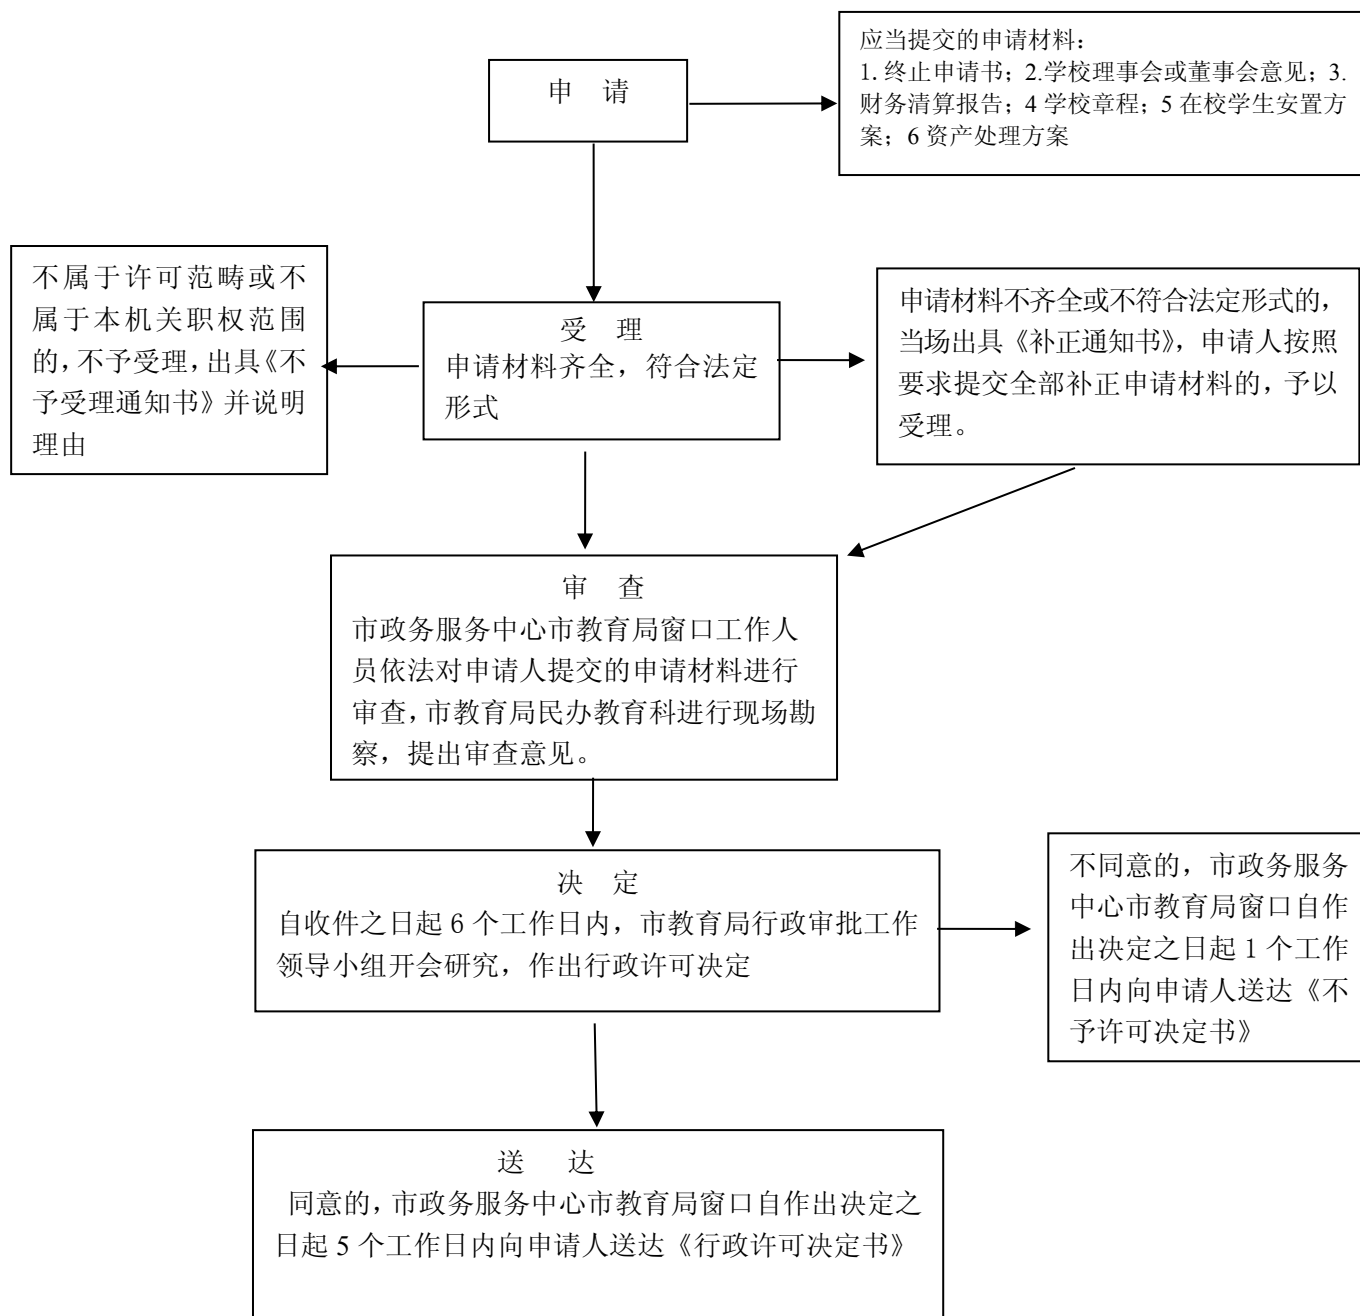 申 请
应当提交的申请材料：
1. 终止申请书；2.学校理事会或董事会意见；3.
财务清算报告；4 学校章程；5 在校学生安置方
案；6 资产处理方案
不属于许可范畴或不
属于本机关职权范围
的，不予受理，出具《不
予受理通知书》并说明
理由
受 理
申请材料齐全，符合法定
形式
申请材料不齐全或不符合法定形式的，
当场出具《补正通知书》，申请人按照
要求提交全部补正申请材料的，予以
受理。
审 查
市政务服务中心市教育局窗口工作人
员依法对申请人提交的申请材料进行
审查，市教育局民办教育科进行现场勘
察，提出审查意见。
决 定
自收件之日起 6 个工作日内，市教育局行政审批工作
领导小组开会研究，作出行政许可决定
不同意的，市政务服务
中心市教育局窗口自作
出决定之日起 1 个工作
日内向申请人送达《不
予许可决定书》
送 达
同意的，市政务服务中心市教育局窗口自作出决定之
日起 5 个工作日内向申请人送达《行政许可决定书》